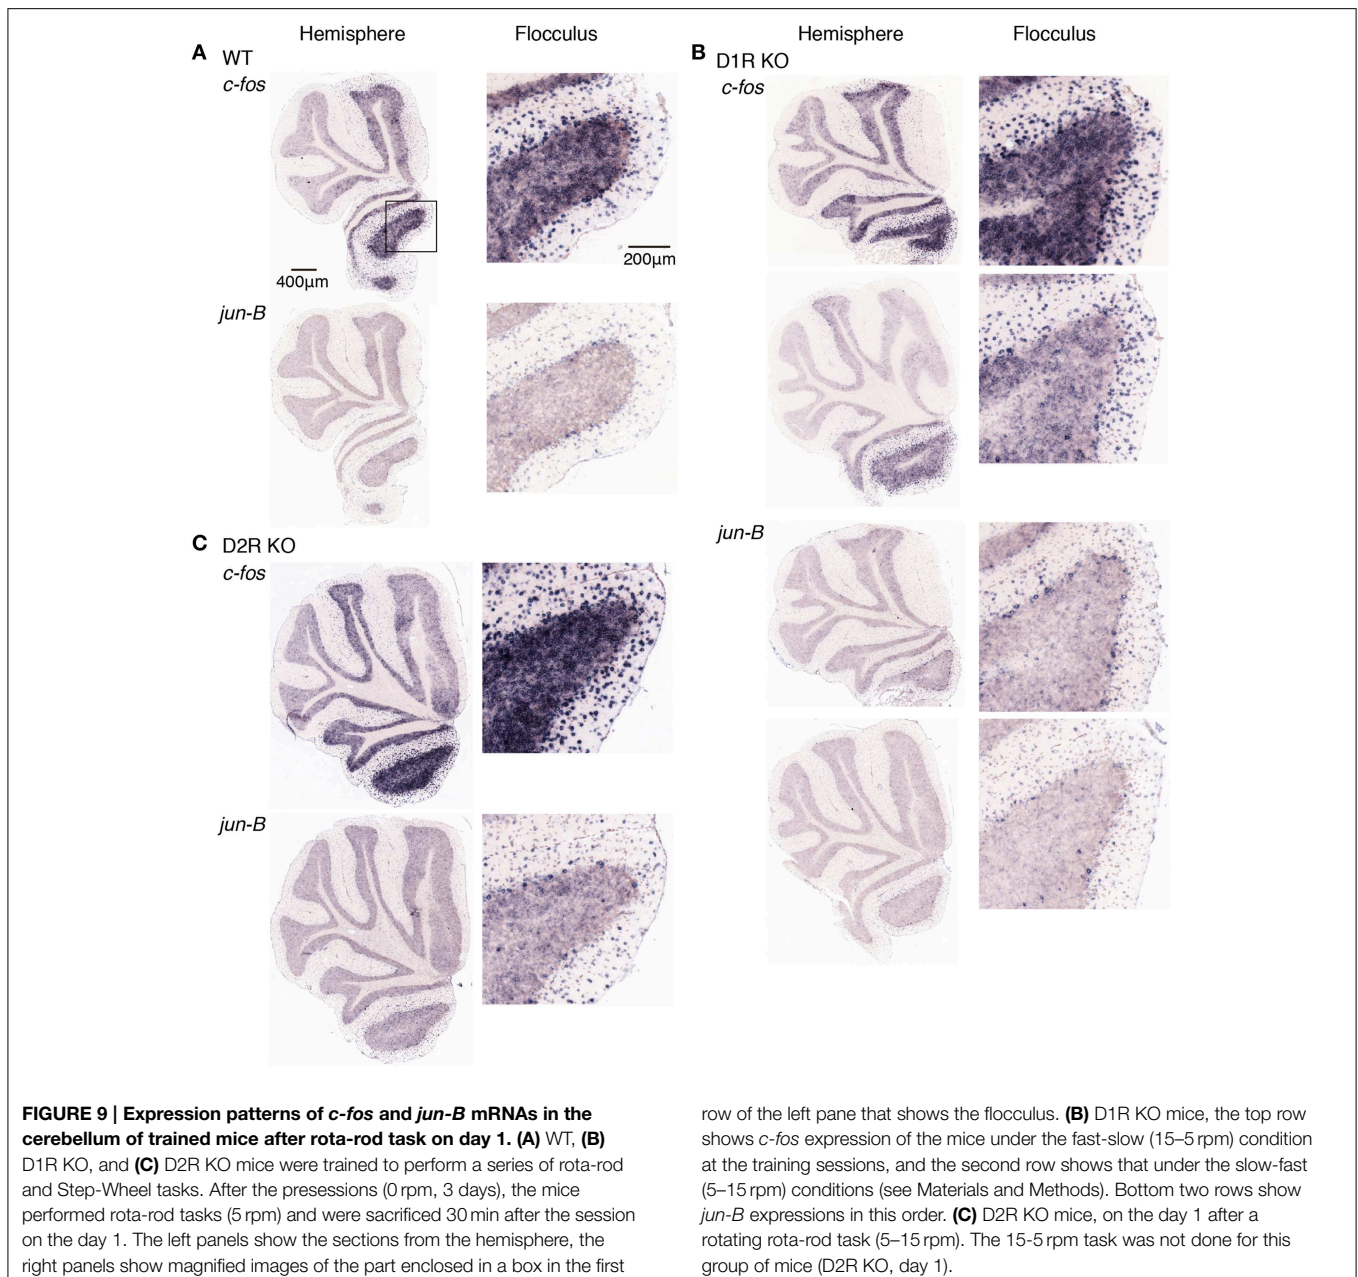 Hemisphere Flocculus
A WT
c-fos
400µm
200µm
jun-B
Hemisphere Flocculus
B D1R KO
c-fos
jun-B
C D2R KO
c-fos
jun-B
FIGURE 9 | Expression patterns of c-fos and jun-B mRNAs in the
cerebellum of trained mice after rota-rod task on day 1. (A) WT, (B)
D1R KO, and (C) D2R KO mice were trained to perform a series of rota-rod
and Step-Wheel tasks. After the presessions (0 rpm, 3 days), the mice
performed rota-rod tasks (5 rpm) and were sacrificed 30 min after the session
on the day 1. The left panels show the sections from the hemisphere, the
right panels show magnified images of the part enclosed in a box in the first
row of the left pane that shows the flocculus. (B) D1R KO mice, the top row
shows c-fos expression of the mice under the fast-slow (15–5 rpm) condition
at the training sessions, and the second row shows that under the slow-fast
(5–15 rpm) conditions (see Materials and Methods). Bottom two rows show
jun-B expressions in this order. (C) D2R KO mice, on the day 1 after a
rotating rota-rod task (5–15 rpm). The 15-5 rpm task was not done for this
group of mice (D2R KO, day 1).